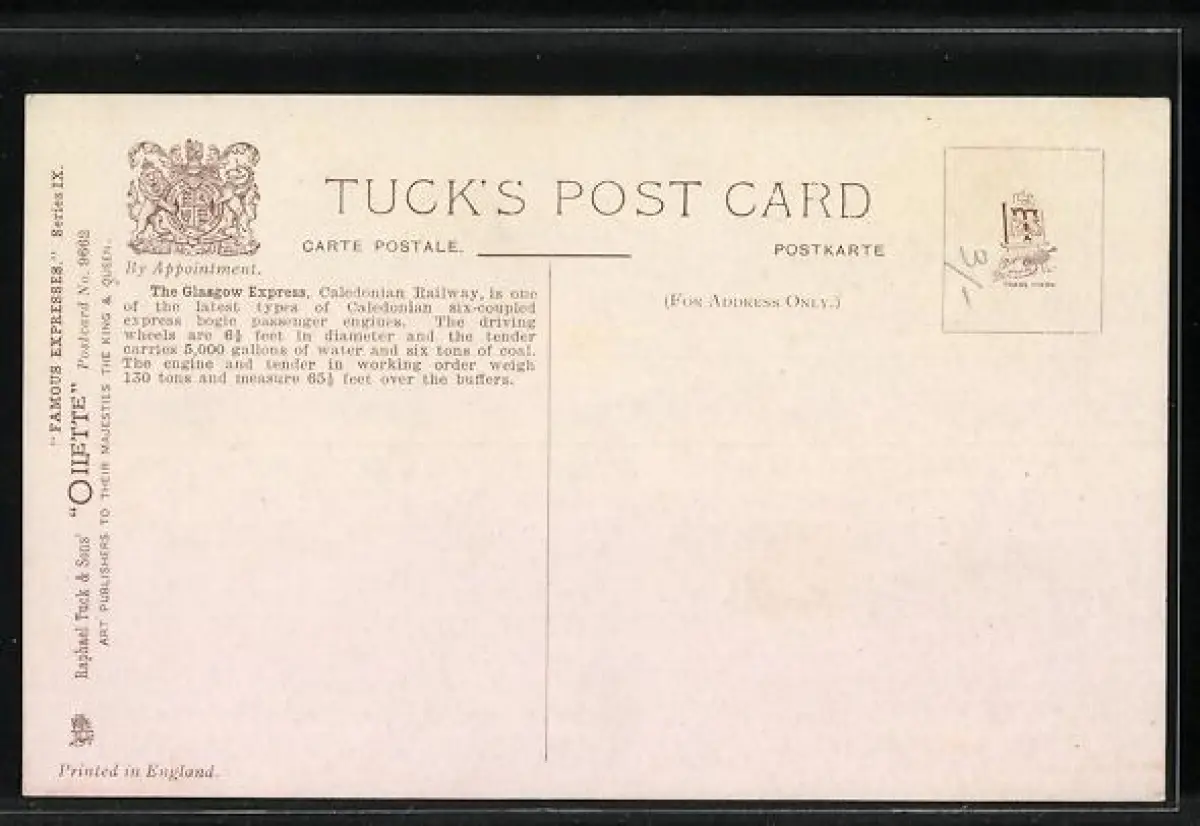 TUCK'S POST CARD
CARTE POSTALE.
POSTKARTE
By Appointment.
(FOR ADDRESS ONLY.)
The Glasgow Express, Caledonian Railway, is one
of the latest types of Caledonian six-coupled
express bogie passenger engines. The driving
wheels are 6½ feet in diameter and the tender
carries 5,000 gallons of water and six tons of coal.
The engine and tender in working order weigh
130 tons and measure 65½ feet over the buffers.
"FAMOUS EXPRESSES." Series IX.
Raphael Tuck & Sons' "OILETTE" Postcard No. 9662
ART PUBLISHERS TO THEIR MAJESTIES THE KING & QUEEN.
Printed in England.
TRADE MARK